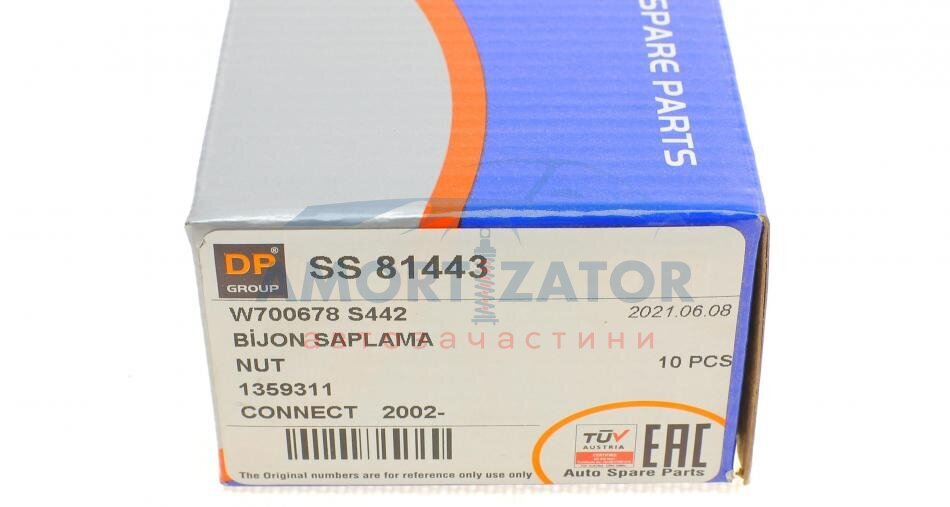 SPARE PARTS
DP® GROUP
SS 81443
AMORTIZATOR
W700678 S442
2021.06.08
BİJON SAPLAMA
автозапчастини
NUT
10 PCS
1359311
CONNECT 2002-
TÜV
AUSTRIA
CERTIFIED
EAC
The Original numbers are for reference only use only
Auto Spare Parts